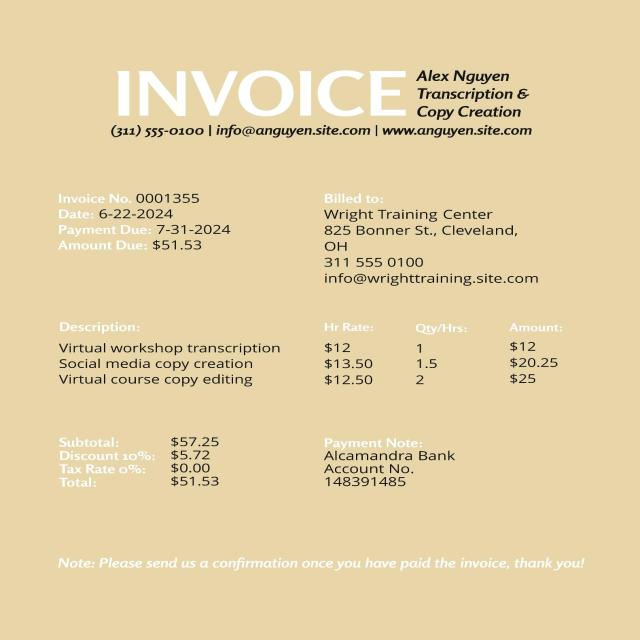 INVOICE
Alex Nguyen
Transcription &
Copy Creation
(311) 555-0100 | info@anguyen.site.com | www.anguyen.site.com
Invoice No. 0001355
Date: 6-22-2024
Payment Due: 7-31-2024
Amount Due: $51.53
Billed to:
Wright Training Center
825 Bonner St., Cleveland,
OH
311 555 0100
info@wrighttraining.site.com
Description: Hr Rate: Qty/Hrs: Amount:
Virtual workshop transcription $12 1 $12
Social media copy creation $13.50 1.5 $20.25
Virtual course copy editing $12.50 2 $25
Subtotal: $57.25
Discount 10%: $5.72
Tax Rate 0%: $0.00
Total: $51.53
Payment Note:
Alcamandra Bank
Account No.
148391485
Note: Please send us a confirmation once you have paid the invoice, thank you!